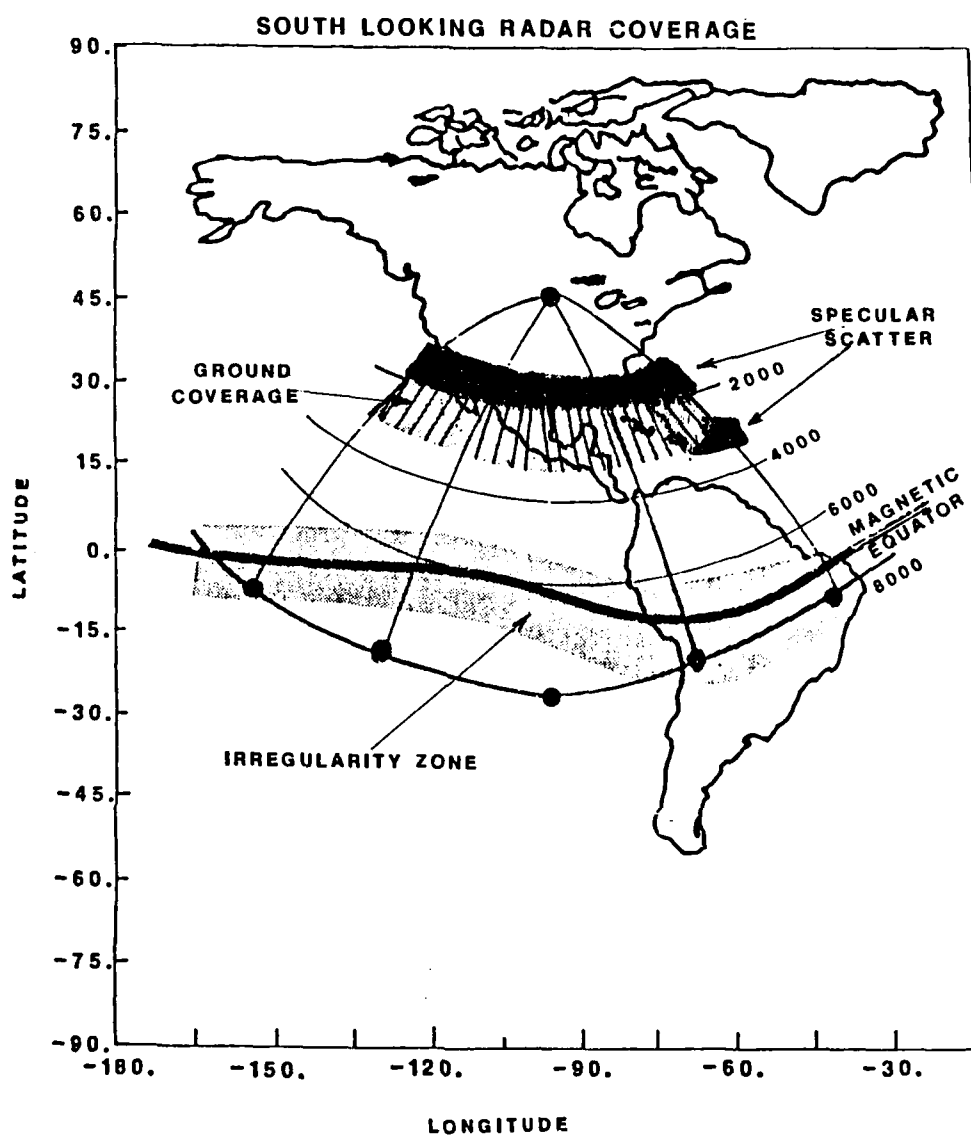 SOUTH LOOKING RADAR COVERAGE
90.
75.
60.
45.
30.
15.
0.
-15.
-30.
-45.
-60.
-75.
-90.
LATITUDE
SPECULAR
SCATTER
GROUND
COVERAGE
2000
4000
6000
MAGNETIC
EQUATOR
8000
IRREGULARITY ZONE
-180.
-150.
-120.
-90.
-60.
-30.
LONGITUDE